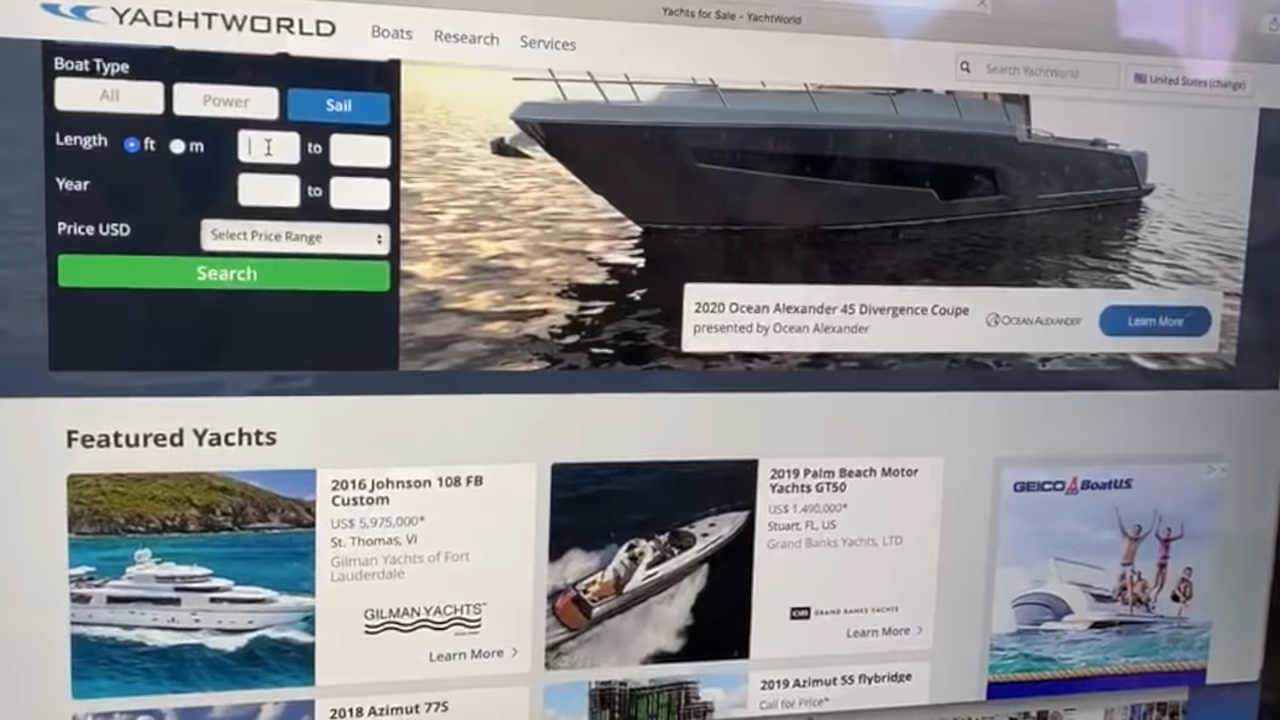 Yachts for Sale - YachtWorld
YACHTWORLD
Boats Research Services
Search YachtWorld
United States (change)
Boat Type
All Power Sail
Length ft m to
Year to
Price USD Select Price Range
Search
2020 Ocean Alexander 45 Divergence Coupe
presented by Ocean Alexander
OCEAN ALEXANDER
Learn More
Featured Yachts
2016 Johnson 108 FB
Custom
US$ 5,975,000*
St. Thomas, VI
Gilman Yachts of Fort
Lauderdale
GILMAN YACHTS
Learn More >
2019 Palm Beach Motor
Yachts GT50
US$ 1,490,000*
Stuart, FL, US
Grand Banks Yachts, LTD
GRAND BANKS YACHTS
Learn More >
GEICO BoatUS
2018 Azimut 77S
2019 Azimut 55 flybridge
Call for Price*